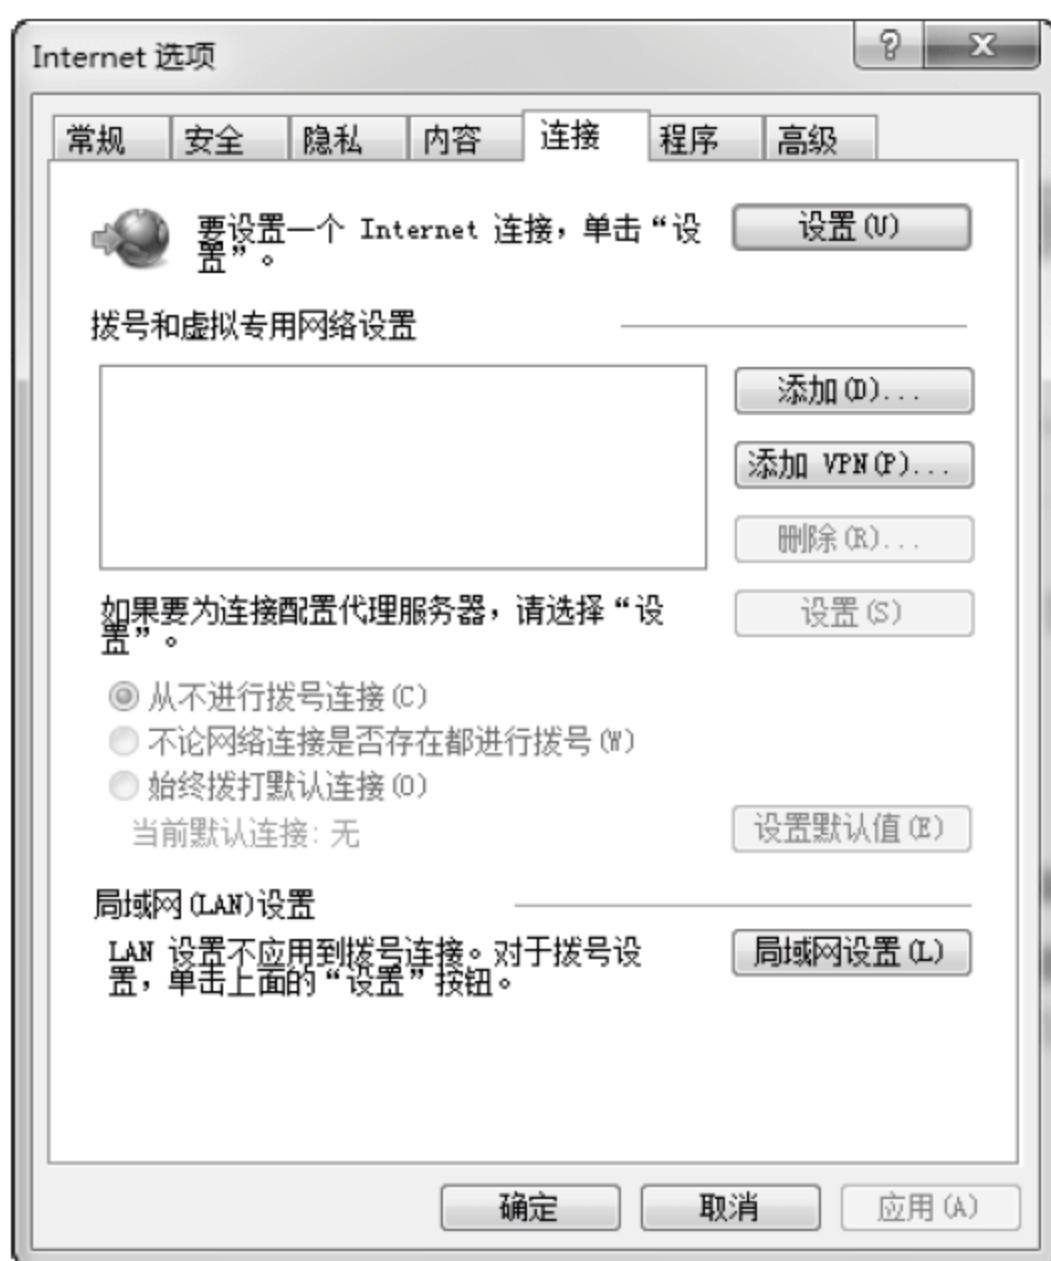 Internet 选项
常规 安全 隐私 内容 连接 程序 高级
要设置一个 Internet 连接，单击“设
置”。
设置(U)
拨号和虚拟专用网络设置
添加(D)...
添加 VPN(P)...
删除(R)...
如果要为连接配置代理服务器，请选择“设
置”。
设置(S)
从不进行拨号连接(C)
不论网络连接是否存在都进行拨号(W)
始终拨打默认连接(O)
当前默认连接: 无
设置默认值(E)
局域网(LAN)设置
LAN 设置不应用到拨号连接。对于拨号设
置，单击上面的“设置”按钮。
局域网设置(L)
确定 取消 应用(A)